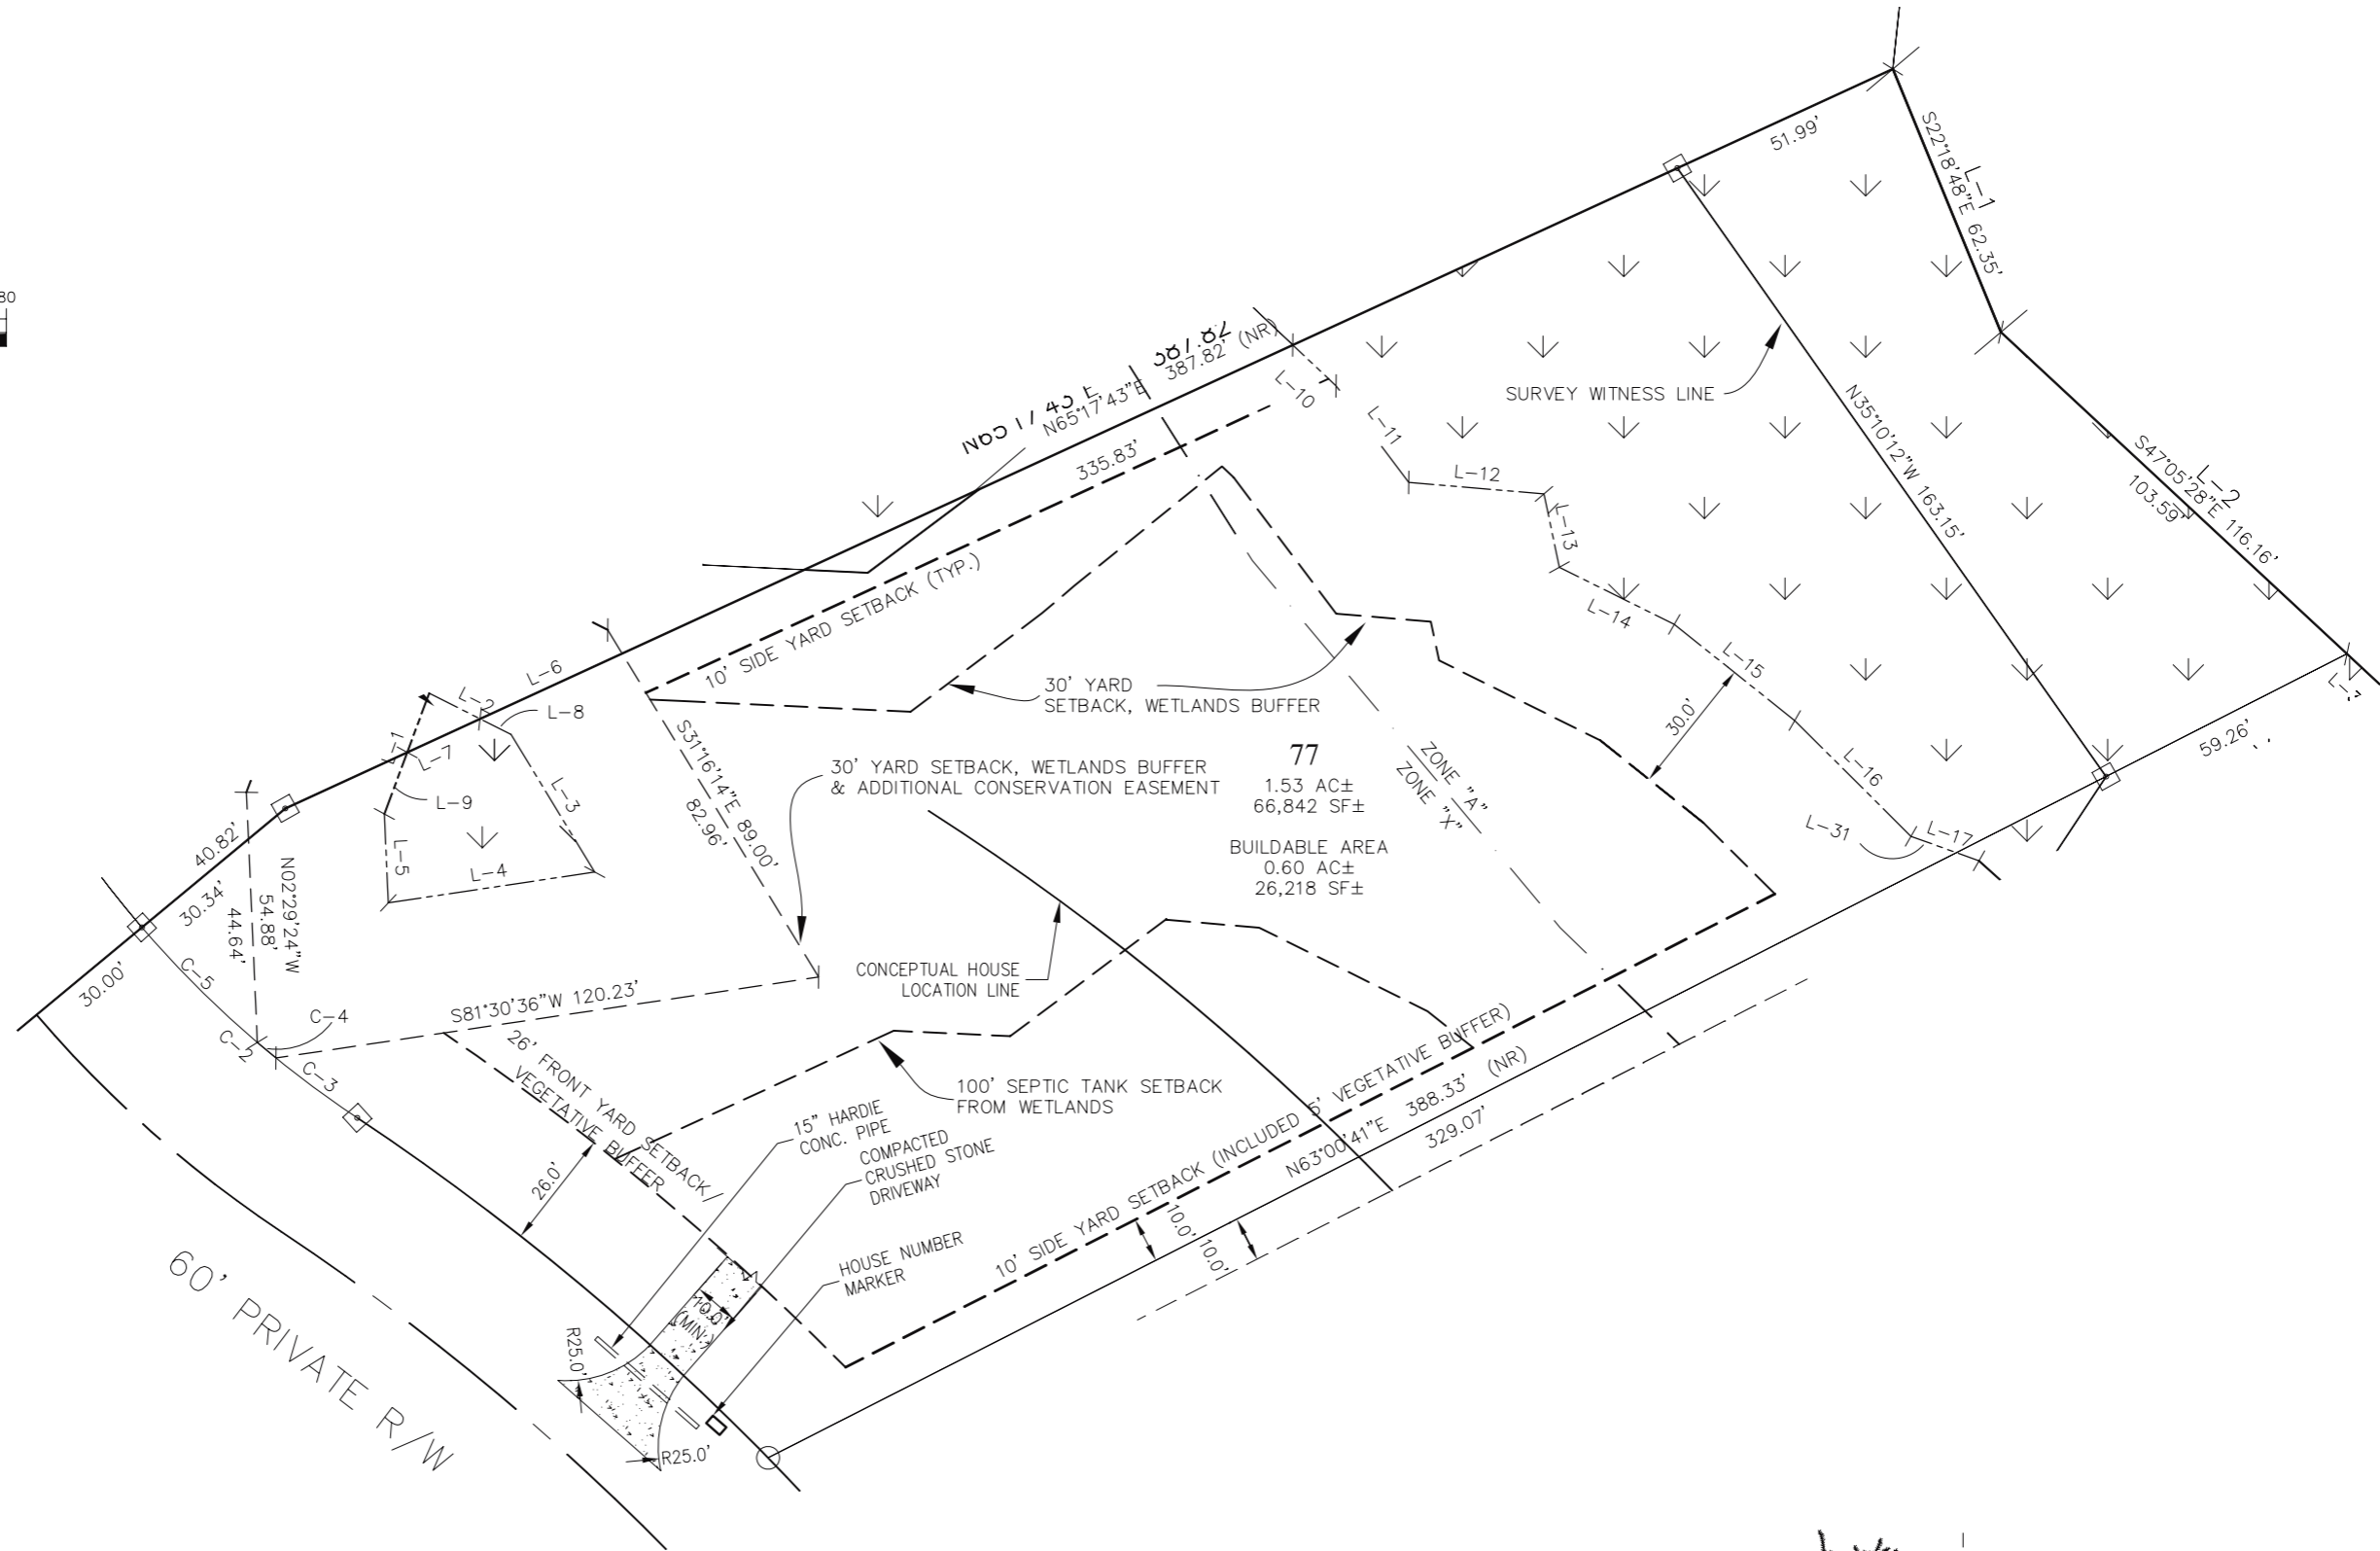 80
51.99'
S22°18'48"E 62.35'
L-1
387.82' (NR)
N65°17'43"E
L-10
335.83'
SURVEY WITNESS LINE
L-11
L-12
L-13
N35°10'12"W 163.15'
L-2
S47°05'28"E 116.16'
103.59'
10' SIDE YARD SETBACK (TYP.)
L-14
L-15
L-6
L-2
L-8
L-1
L-7
L-9
L-3
L-5
L-4
30' YARD
SETBACK, WETLANDS BUFFER
30.0'
59.26'
S31°16'14"E 89.00'
82.96'
77
1.53 AC±
66,842 SF±
BUILDABLE AREA
0.60 AC±
26,218 SF±
ZONE "A"
ZONE "X"
30' YARD SETBACK, WETLANDS BUFFER
& ADDITIONAL CONSERVATION EASEMENT
L-16
L-31
L-17
40.82'
30.34'
N02°29'24"W
54.88'
44.64'
30.00'
C-5
C-4
C-2
C-3
S81°30'36"W 120.23'
CONCEPTUAL HOUSE
LOCATION LINE
26' FRONT YARD SETBACK/
VEGETATIVE BUFFER
100' SEPTIC TANK SETBACK
FROM WETLANDS
15" HARDIE
CONC. PIPE
COMPACTED
CRUSHED STONE
DRIVEWAY
HOUSE NUMBER
MARKER
26.0'
10' SIDE YARD SETBACK (INCLUDED 5' VEGETATIVE BUFFER)
N63°00'41"E 388.33' (NR)
329.07'
10.0'
10.0'
10.0'
(MIN.)
R25.0'
R25.0'
60' PRIVATE R/W